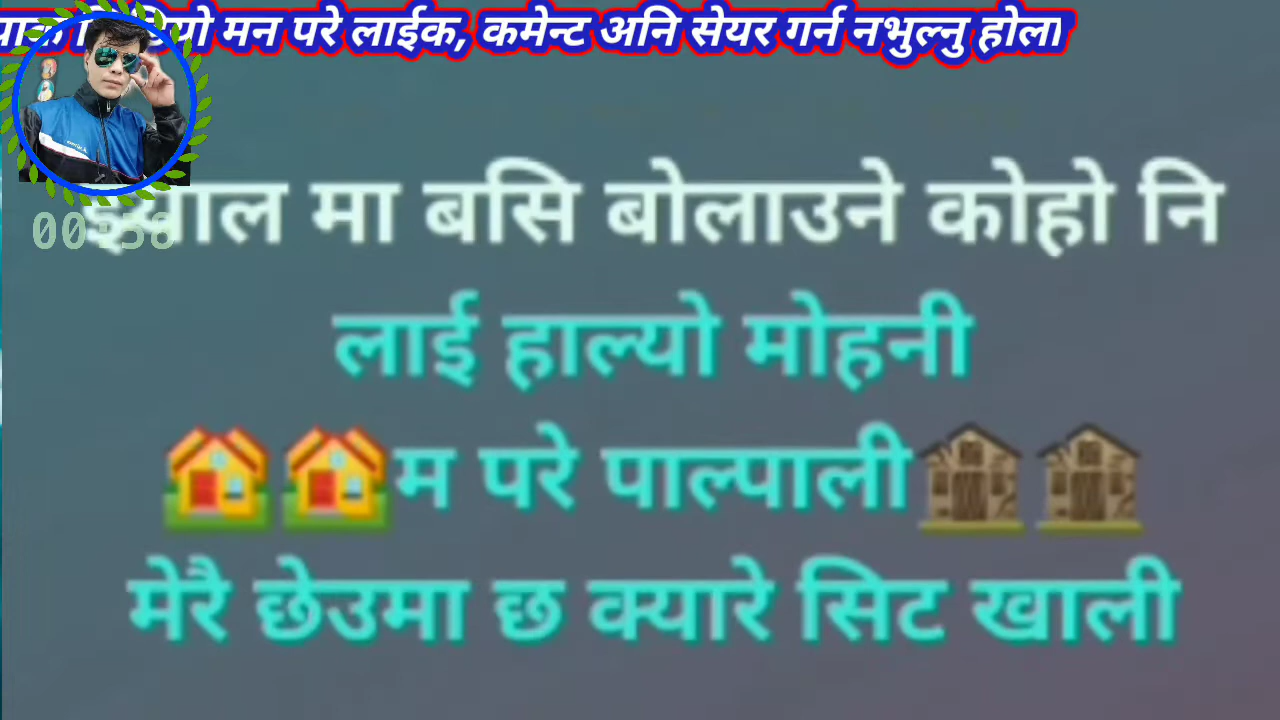 मन परे लाईक, कमेन्ट अनि सेयर गर्न नभुल्नु होला
झ्याल मा बसि बोलाउने कोहो नि
लाई हाल्यो मोहनी
म परे पाल्पाली
मेरै छेउमा छ क्यारे सिट खाली